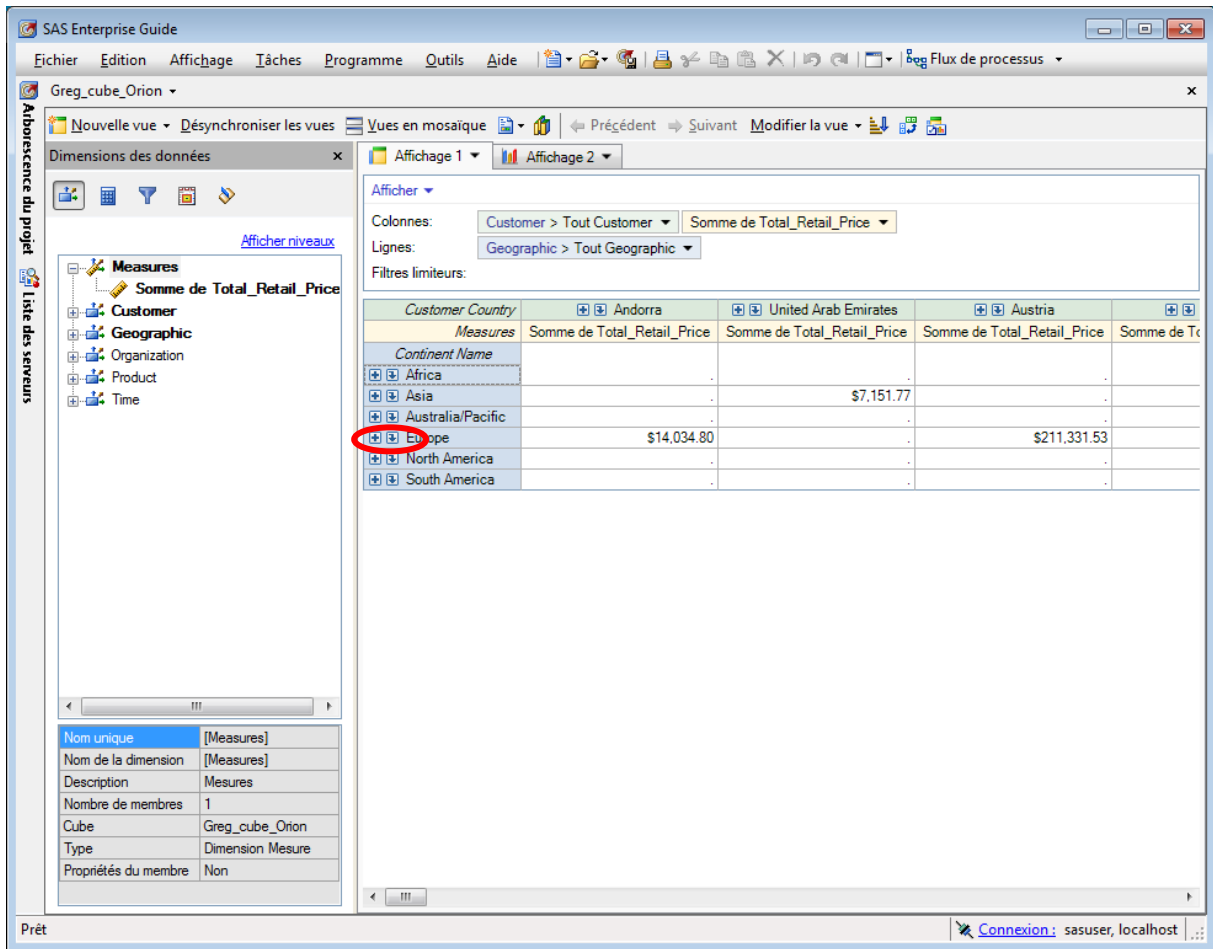 SAS Enterprise Guide
Fichier Edition Affichage Tâches Programme Outils Aide Flux de processus
Greg_cube_Orion
Arborescence du projet
Liste des serveurs
Nouvelle vue Désynchroniser les vues Vues en mosaïque Précédent Suivant Modifier la vue
Dimensions des données
Afficher niveaux
Measures
Somme de Total_Retail_Price
Customer
Geographic
Organization
Product
Time
Nom unique [Measures]
Nom de la dimension [Measures]
Description Mesures
Nombre de membres 1
Cube Greg_cube_Orion
Type Dimension Mesure
Propriétés du membre Non
Affichage 1 Affichage 2
Afficher
Colonnes: Customer > Tout Customer Somme de Total_Retail_Price
Lignes: Geographic > Tout Geographic
Filtres limiteurs:
Customer Country Andorra United Arab Emirates Austria
Measures Somme de Total_Retail_Price Somme de Total_Retail_Price Somme de Total_Retail_Price Somme de To
Continent Name
Africa . . .
Asia . $7,151.77 .
Australia/Pacific . . .
Europe $14,034.80 . $211,331.53
North America . . .
South America . . .
Prêt Connexion : sasuser, localhost